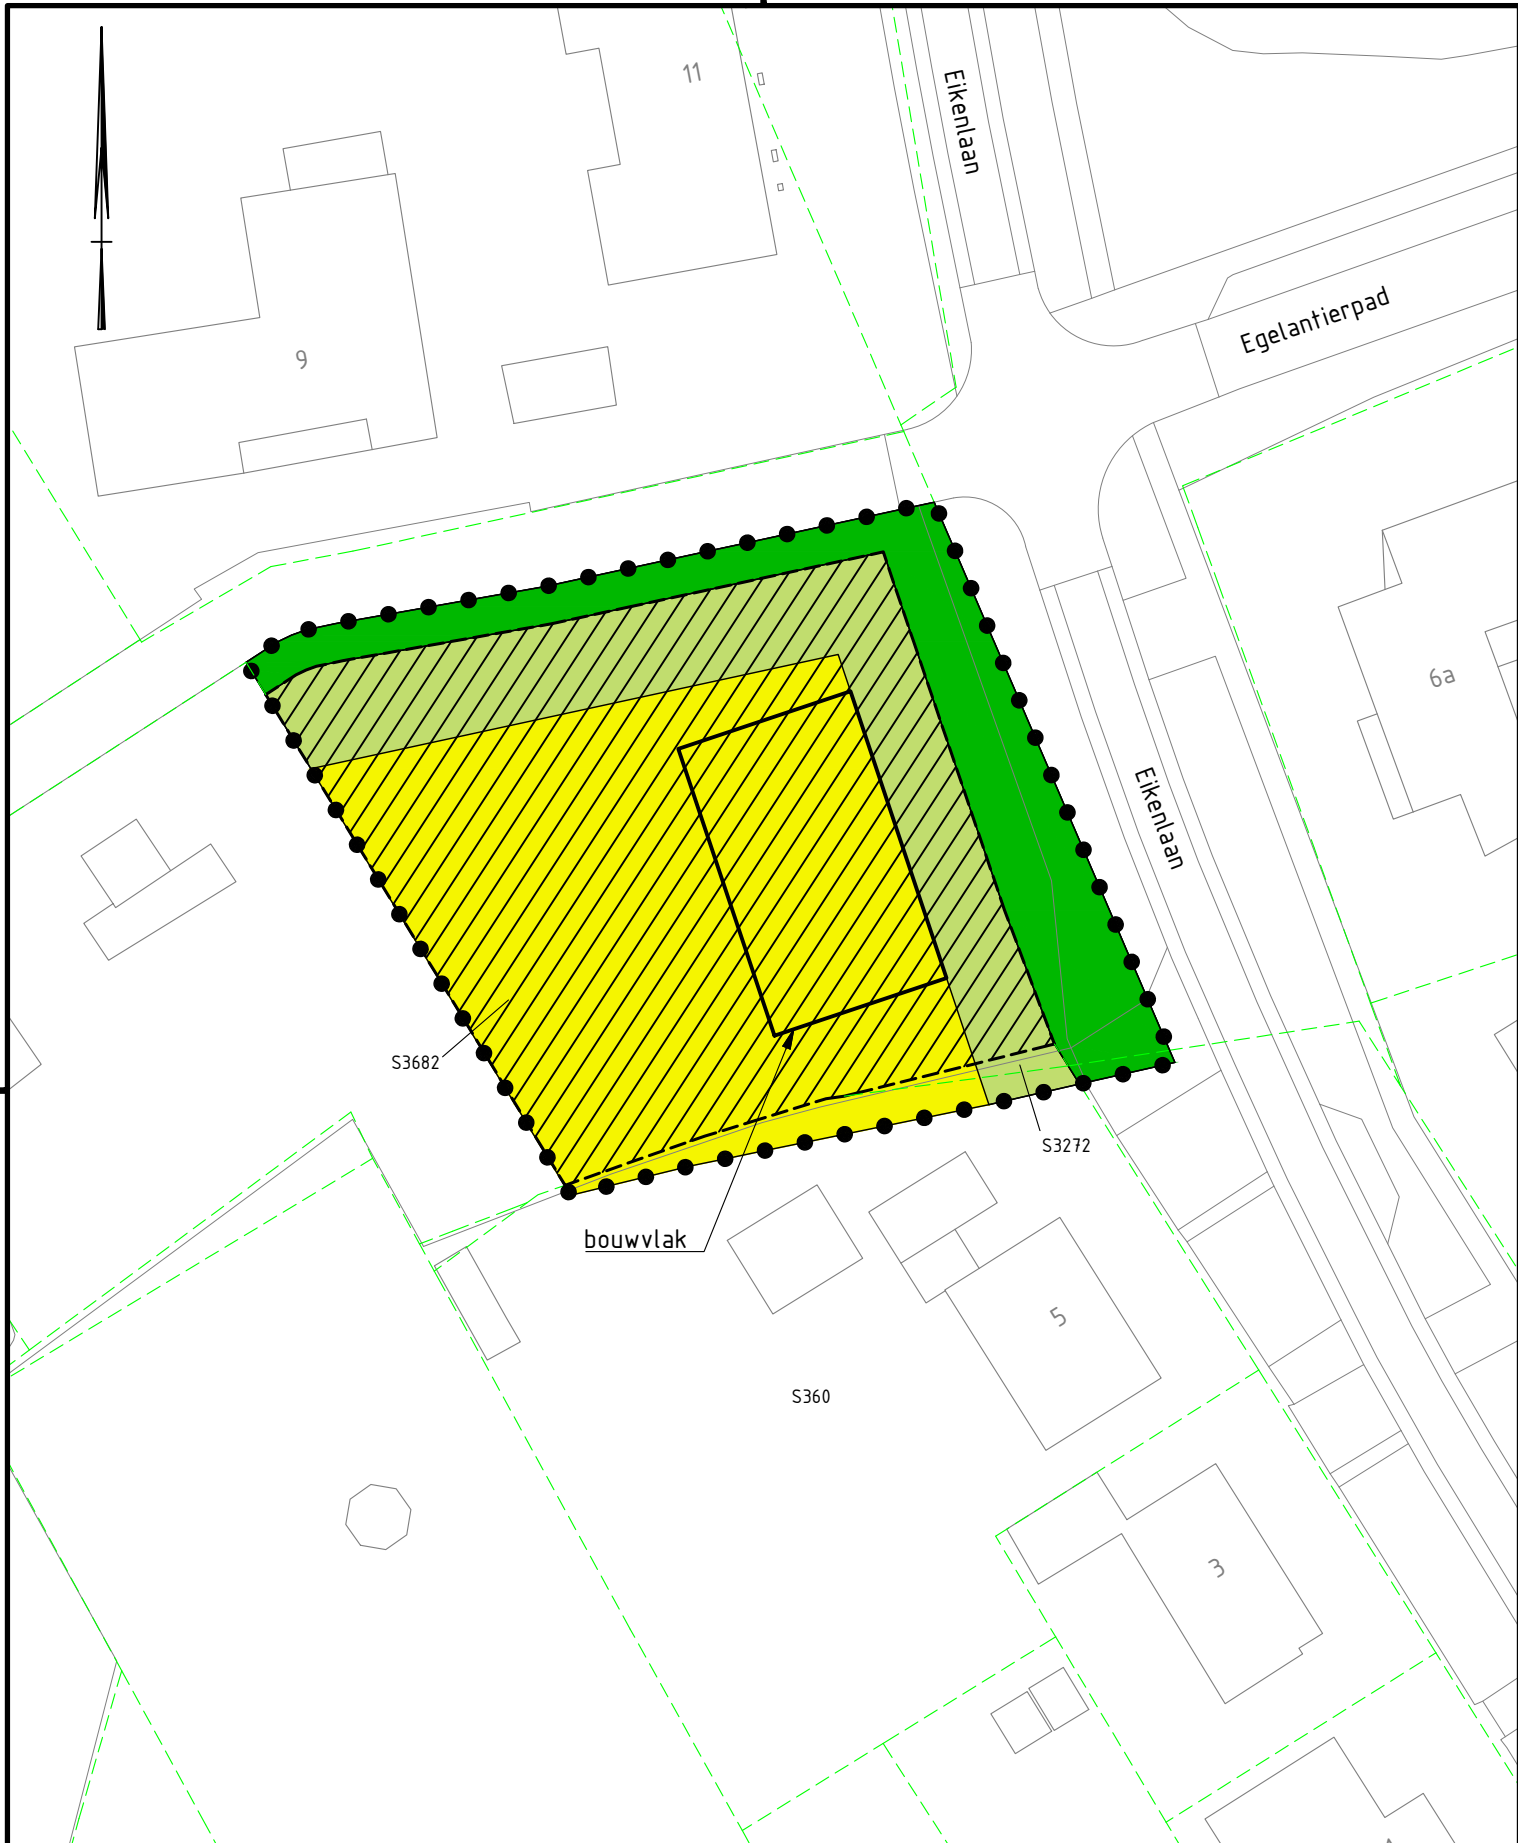 11
Eikenlaan
Egelantierpad
9
6a
Eikenlaan
S3682
S3272
bouwvlak
5
S360
3